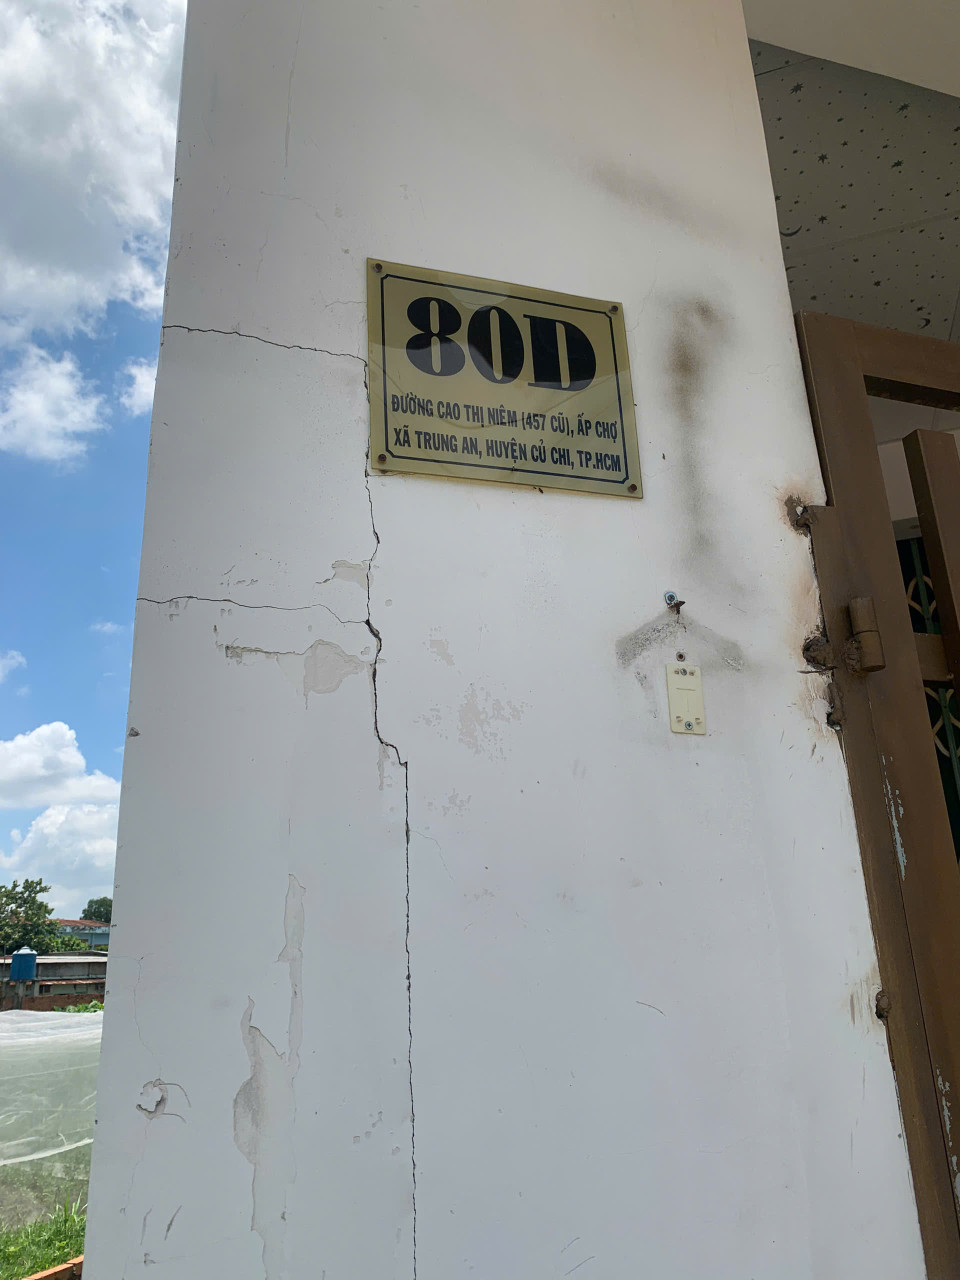 80D
ĐƯỜNG CAO THỊ NIÊM (457 CŨ), ẤP CHỢ
XÃ TRUNG AN, HUYỆN CỦ CHI, TP.HCM